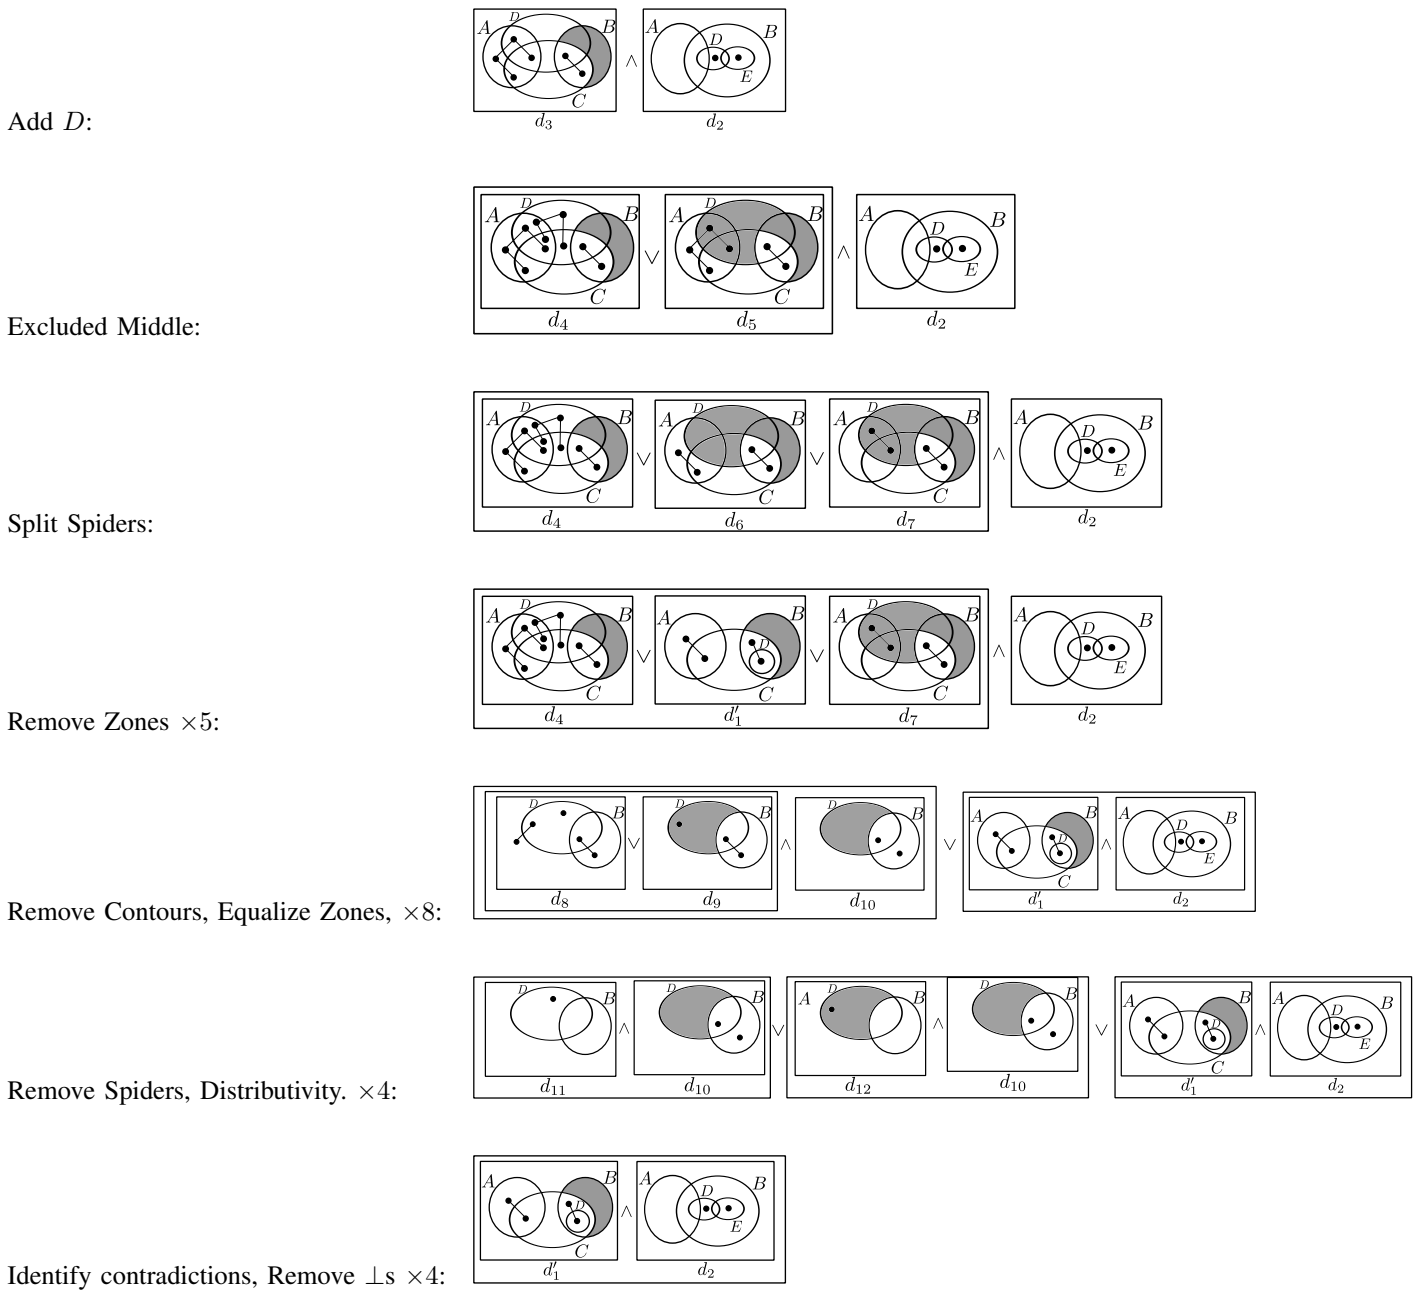 A D B ∧ A D B
C E
Add D: d₃ d₂
A D B ∨ A D B ∧ A D B
C C E
Excluded Middle: d₄ d₅ d₂
A D B ∨ A D B ∨ A D B ∧ A D B
C C C E
Split Spiders: d₄ d₆ d₇ d₂
A D B ∨ A D B ∨ A D B ∧ A D B
C C C E
Remove Zones ×5: d₄ d′₁ d₇ d₂
D B ∨ D B ∧ D B ∨ A D B ∧ A D B
C E
Remove Contours, Equalize Zones, ×8: d₈ d₉ d₁₀ d′₁ d₂
D B ∧ D B ∨ A D B ∧ D B ∨ A D B ∧ A D B
C E
Remove Spiders, Distributivity. ×4: d₁₁ d₁₀ d₁₂ d₁₀ d′₁ d₂
A D B ∧ A D B
C E
Identify contradictions, Remove ⊥s ×4: d′₁ d₂